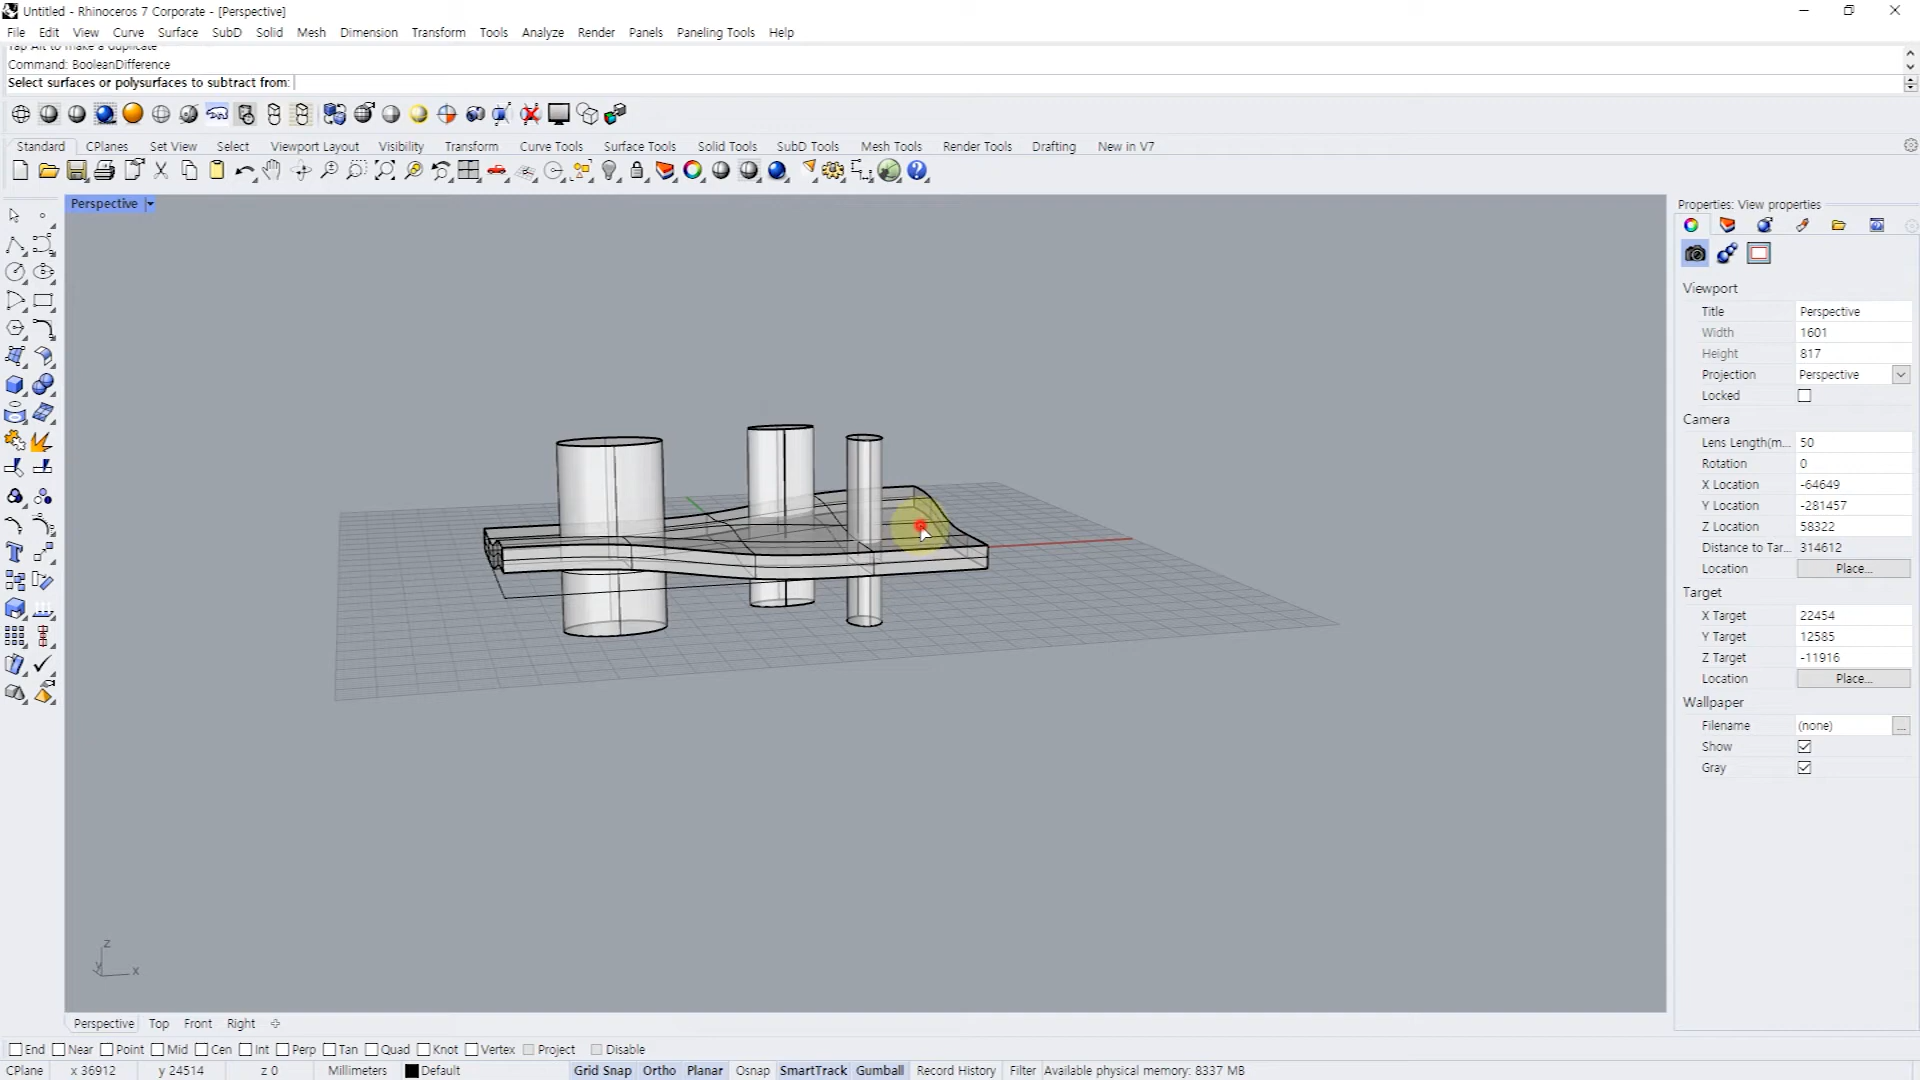 Untitled - Rhinoceros 7 Corporate - [Perspective]
File Edit View Curve Surface SubD Solid Mesh Dimension Transform Tools Analyze Render Panels Paneling Tools Help
Tap Alt to make a duplicate
Command: BooleanDifference
Select surfaces or polysurfaces to subtract from:
Standard CPlanes Set View Select Viewport Layout Visibility Transform Curve Tools Surface Tools Solid Tools SubD Tools Mesh Tools Render Tools Drafting New in V7
Perspective
Properties: View properties
Viewport
Title Perspective
Width 1601
Height 817
Projection Perspective
Locked
Camera
Lens Length(m... 50
Rotation 0
X Location -64649
Y Location -281457
Z Location 58322
Distance to Tar... 314612
Location Place...
Target
X Target 22454
Y Target 12585
Z Target -11916
Location Place...
Wallpaper
Filename (none) ...
Show
Gray
z
y x
Perspective Top Front Right
End Near Point Mid Cen Int Perp Tan Quad Knot Vertex Project Disable
CPlane x 36912 y 24514 z 0 Millimeters Default Grid Snap Ortho Planar Osnap SmartTrack Gumball Record History Filter Available physical memory: 8337 MB